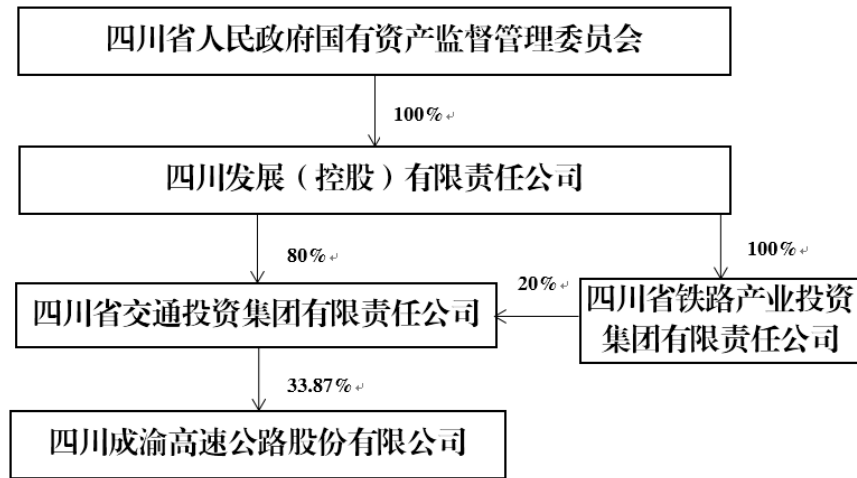 四川省人民政府国有资产监督管理委员会
100%
四川发展（控股）有限责任公司
80%
100%
20%
四川省交通投资集团有限责任公司
四川省铁路产业投资
集团有限责任公司
33.87%
四川成渝高速公路股份有限公司